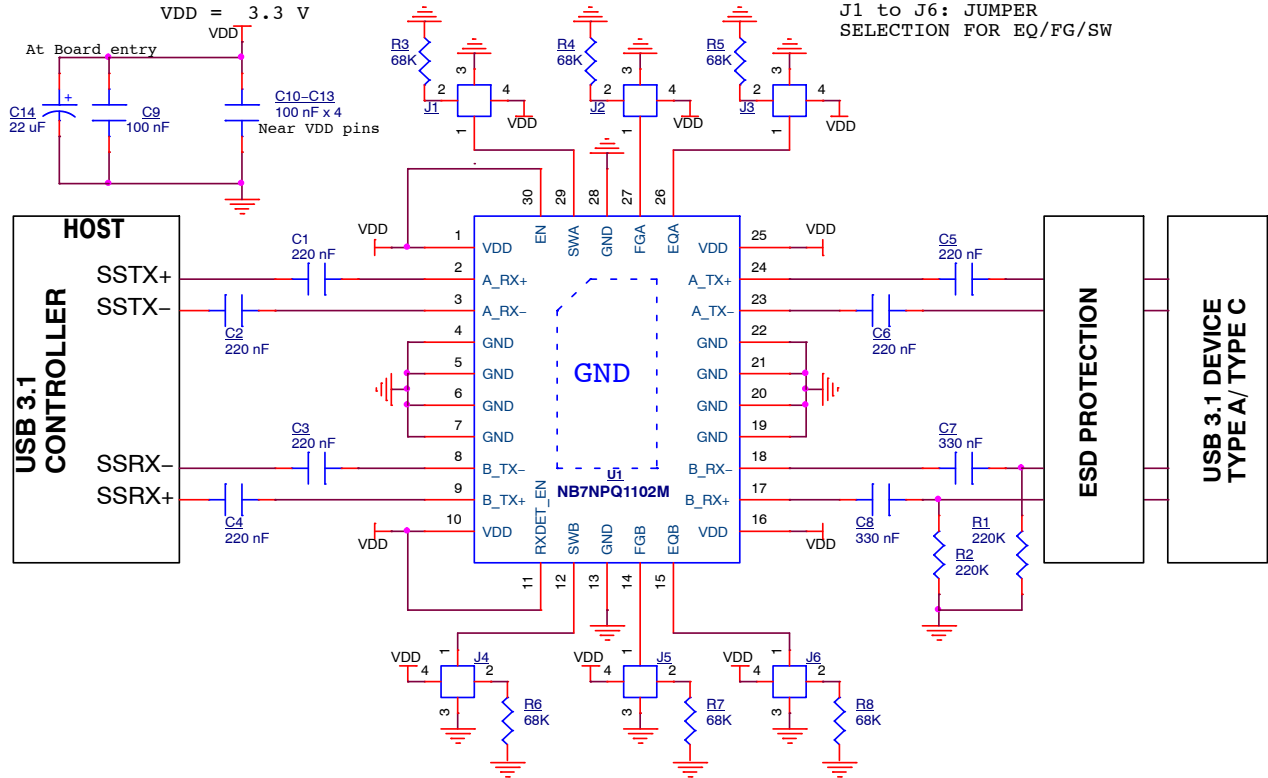 VDD = 3.3 V
VDD
At Board entry
C14
22 uF
+
C9
100 nF
C10-C13
100 nF x 4
Near VDD pins
J1 to J6: JUMPER
SELECTION FOR EQ/FG/SW
R3
68K
J1
1
2
3
4
VDD
R4
68K
J2
1
2
3
4
VDD
R5
68K
J3
1
2
3
4
VDD
HOST
USB 3.1
CONTROLLER
SSTX+
SSTX-
SSRX-
SSRX+
C1
220 nF
C2
220 nF
C3
220 nF
C4
220 nF
VDD
VDD
30
29
28
27
26
EN
SWA
GND
FGA
EQA
1
VDD
2
A_RX+
3
A_RX-
4
GND
5
GND
6
GND
7
GND
8
B_TX-
9
B_TX+
10
VDD
GND
U1
NB7NPQ1102M
VDD
25
A_TX+
24
A_TX-
23
GND
22
GND
21
GND
20
GND
19
B_RX-
18
B_RX+
17
VDD
16
RXDET_EN
SWB
GND
FGB
EQB
11
12
13
14
15
VDD
VDD
C5
220 nF
C6
220 nF
C7
330 nF
C8
330 nF
R1
220K
R2
220K
ESD PROTECTION
USB 3.1 DEVICE
TYPE A/ TYPE C
VDD
J4
1
2
3
4
R6
68K
VDD
J5
1
2
3
4
R7
68K
VDD
J6
1
2
3
4
R8
68K